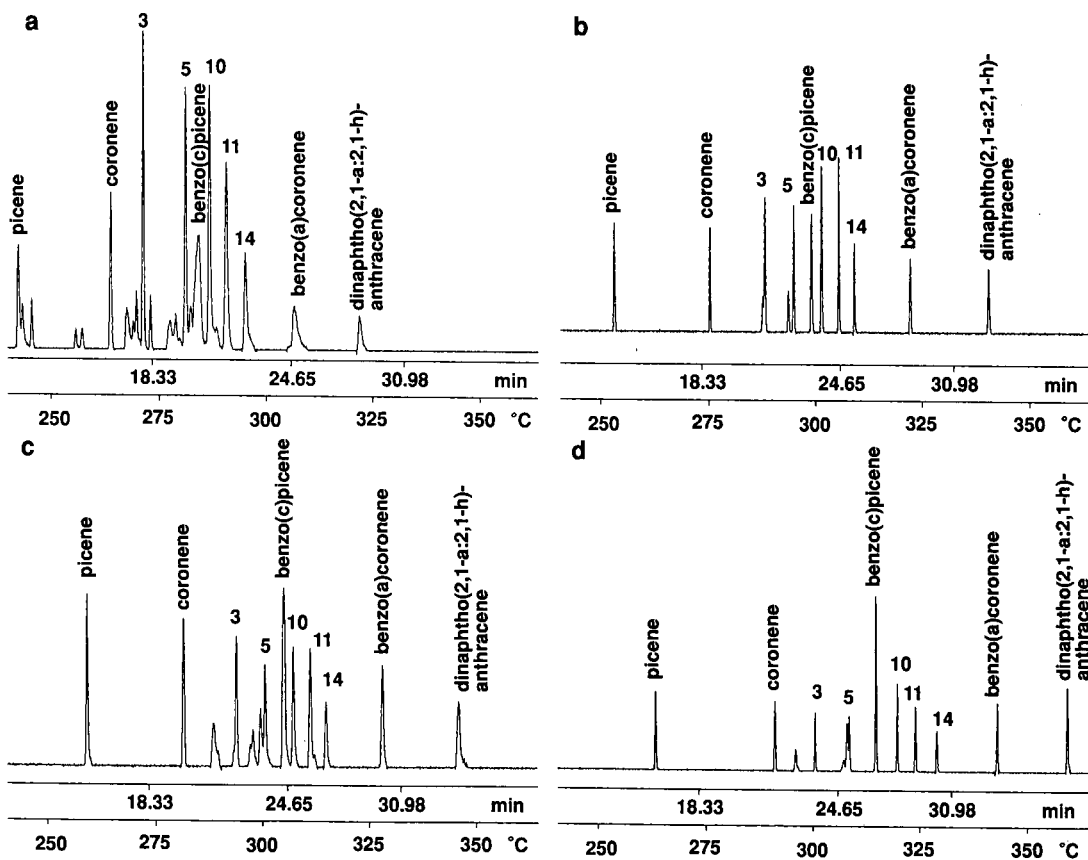 a
picene
coronene
3
5
benzo(c)picene
10
11
14
benzo(a)coronene
dinaphtho(2,1-a:2,1-h)-
anthracene
18.33 24.65 30.98 min
250 275 300 325 350 °C
b
picene
coronene
3
5
benzo(c)picene
10
11
14
benzo(a)coronene
dinaphtho(2,1-a:2,1-h)-
anthracene
18.33 24.65 30.98 min
250 275 300 325 350 °C
c
picene
coronene
3
5
benzo(c)picene
10
11
14
benzo(a)coronene
dinaphtho(2,1-a:2,1-h)-
anthracene
18.33 24.65 30.98 min
250 275 300 325 350 °C
d
picene
coronene
3
5
benzo(c)picene
10
11
14
benzo(a)coronene
dinaphtho(2,1-a:2,1-h)-
anthracene
18.33 24.65 30.98 min
250 275 300 325 350 °C